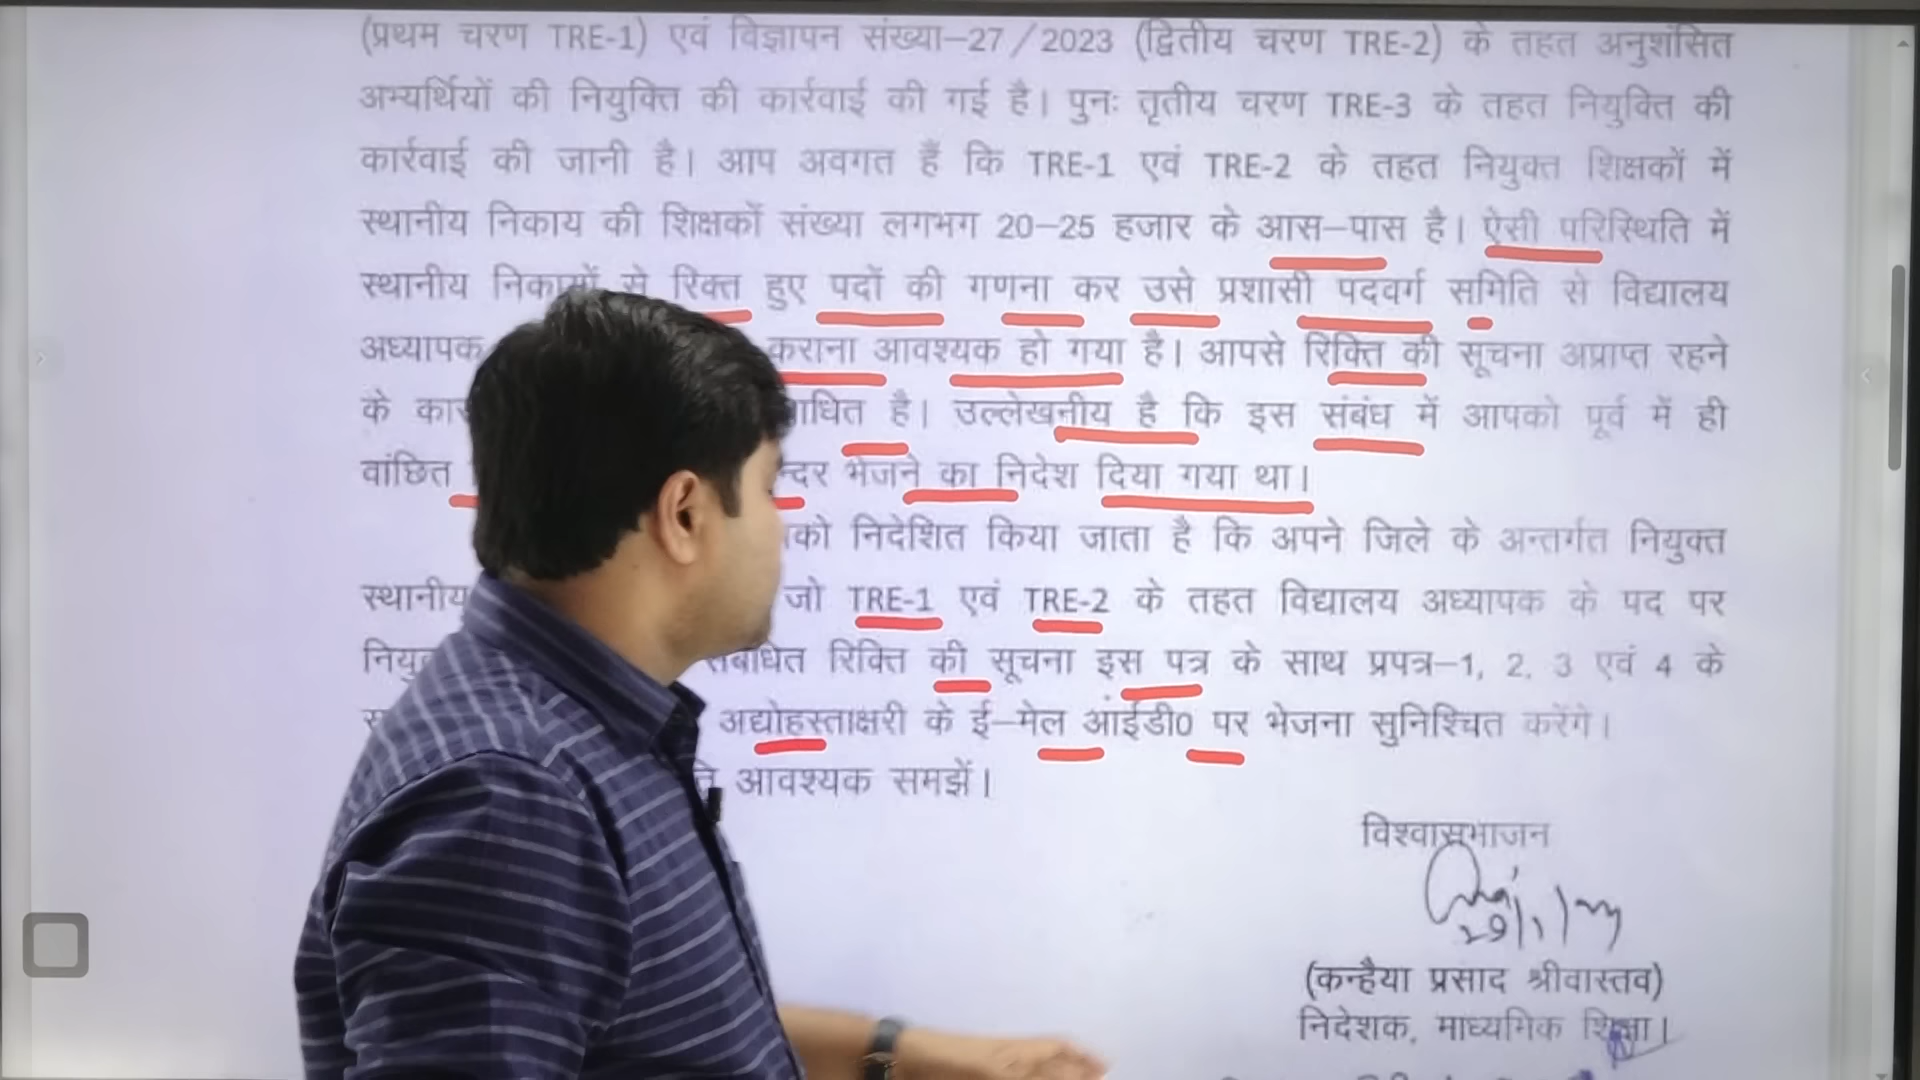 (प्रथम चरण TRE-1) एवं विज्ञापन संख्या–27/2023 (द्वितीय चरण TRE-2) के तहत अनुशंसित
अभ्यर्थियों की नियुक्ति की कार्रवाई की गई है। पुनः तृतीय चरण TRE-3 के तहत नियुक्ति की
कार्रवाई की जानी है। आप अवगत हैं कि TRE-1 एवं TRE-2 के तहत नियुक्त शिक्षकों में
स्थानीय निकाय की शिक्षकों संख्या लगभग 20–25 हजार के आस–पास है। ऐसी परिस्थिति में
स्थानीय निकायों से रिक्त हुए पदों की गणना कर उसे प्रशासी पदवर्ग समिति से विद्यालय
अध्यापक कराना आवश्यक हो गया है। आपसे रिक्ति की सूचना अप्राप्त रहने
के है। उल्लेखनीय है कि इस संबंध में आपको पूर्व में ही
वांछित भेजने का निदेश दिया गया था।
निदेशित किया जाता है कि अपने जिले के अन्तर्गत नियुक्त
स्थानीय जो TRE-1 एवं TRE-2 के तहत विद्यालय अध्यापक के पद पर
रिक्ति की सूचना इस पत्र के साथ प्रपत्र–1, 2, 3 एवं 4 के
अद्योहस्ताक्षरी के ई–मेल आईडी0 पर भेजना सुनिश्चित करेंगे।
आवश्यक समझें।
विश्वासभाजन
(कन्हैया प्रसाद श्रीवास्तव)
निदेशक, माध्यमिक शिक्षा।